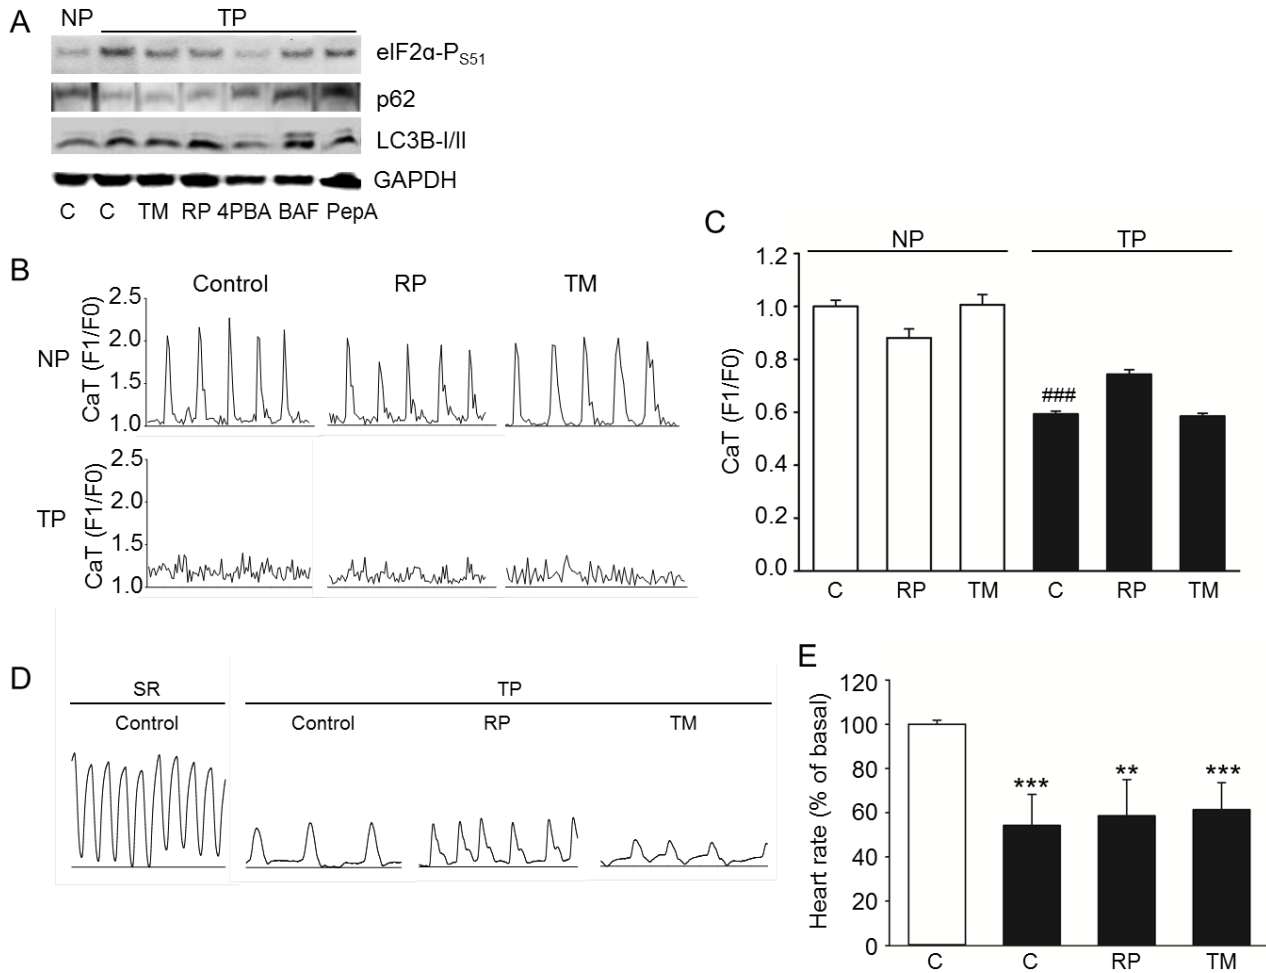 A
NP TP
eIF2α-PS51
p62
LC3B-I/II
GAPDH
C C TM RP 4PBA BAF PepA
B
Control RP TM
NP
CaT (F1/F0)
2.5
2.0
1.5
1.0
TP
CaT (F1/F0)
2.5
2.0
1.5
1.0
C
NP TP
CaT (F1/F0)
1.2
1.0
0.8
0.6
0.4
0.2
0.0
###
C RP TM C RP TM
D
SR TP
Control Control RP TM
E
Heart rate (% of basal)
120
100
80
60
40
20
0
*** ** ***
C C RP TM